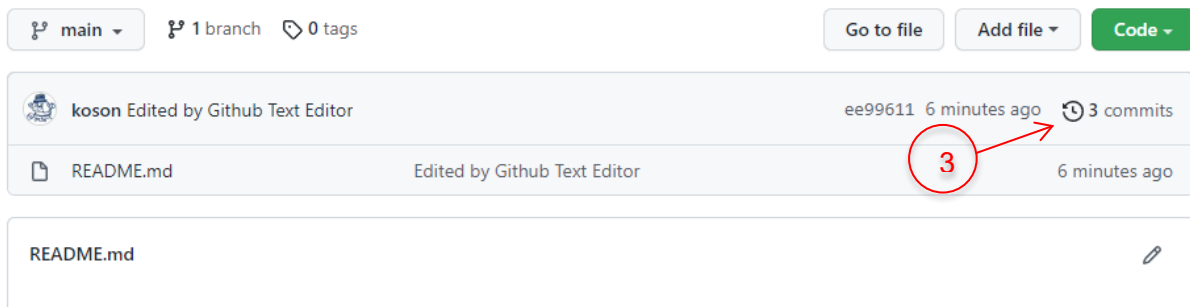 main 1 branch 0 tags Go to file Add file Code
koson Edited by Github Text Editor ee99611 6 minutes ago 3 commits
3
README.md Edited by Github Text Editor 6 minutes ago
README.md